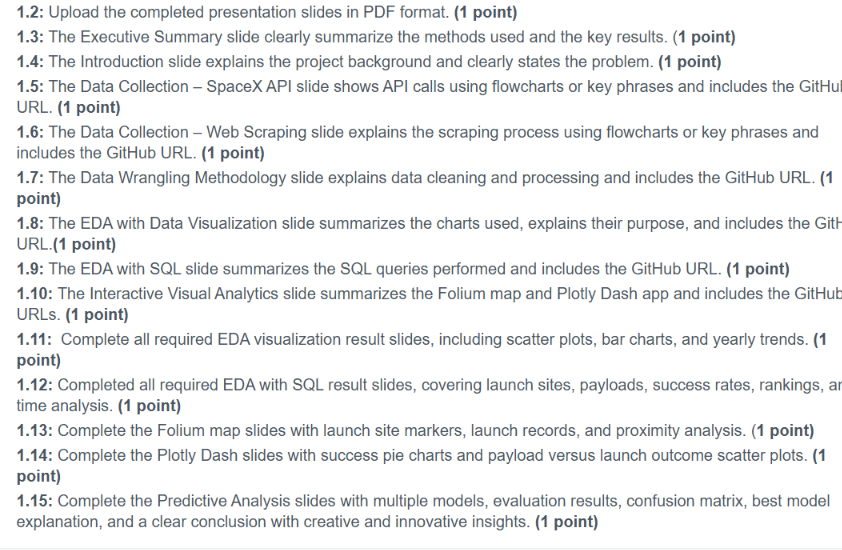 1.2: Upload the completed presentation slides in PDF format. (1 point)
1.3: The Executive Summary slide clearly summarize the methods used and the key results. (1 point)
1.4: The Introduction slide explains the project background and clearly states the problem. (1 point)
1.5: The Data Collection – SpaceX API slide shows API calls using flowcharts or key phrases and includes the
URL. (1 point)
1.6: The Data Collection – Web Scraping slide explains the scraping process using flowcharts or key phrases and
includes the GitHub URL. (1 point)
1.7: The Data Wrangling Methodology slide explains data cleaning and processing and includes the GitHub URL. (1
point)
1.8: The EDA with Data Visualization slide summarizes the charts used, explains their purpose, and includes the
URL.(1 point)
1.9: The EDA with SQL slide summarizes the SQL queries performed and includes the GitHub URL. (1 point)
1.10: The Interactive Visual Analytics slide summarizes the Folium map and Plotly Dash app and includes the GitHub
URLs. (1 point)
1.11: Complete all required EDA visualization result slides, including scatter plots, bar charts, and yearly trends. (1
point)
1.12: Completed all required EDA with SQL result slides, covering launch sites, payloads, success rates, rankings,
time analysis. (1 point)
1.13: Complete the Folium map slides with launch site markers, launch records, and proximity analysis. (1 point)
1.14: Complete the Plotly Dash slides with success pie charts and payload versus launch outcome scatter plots. (1
point)
1.15: Complete the Predictive Analysis slides with multiple models, evaluation results, confusion matrix, best model
explanation, and a clear conclusion with creative and innovative insights. (1 point)